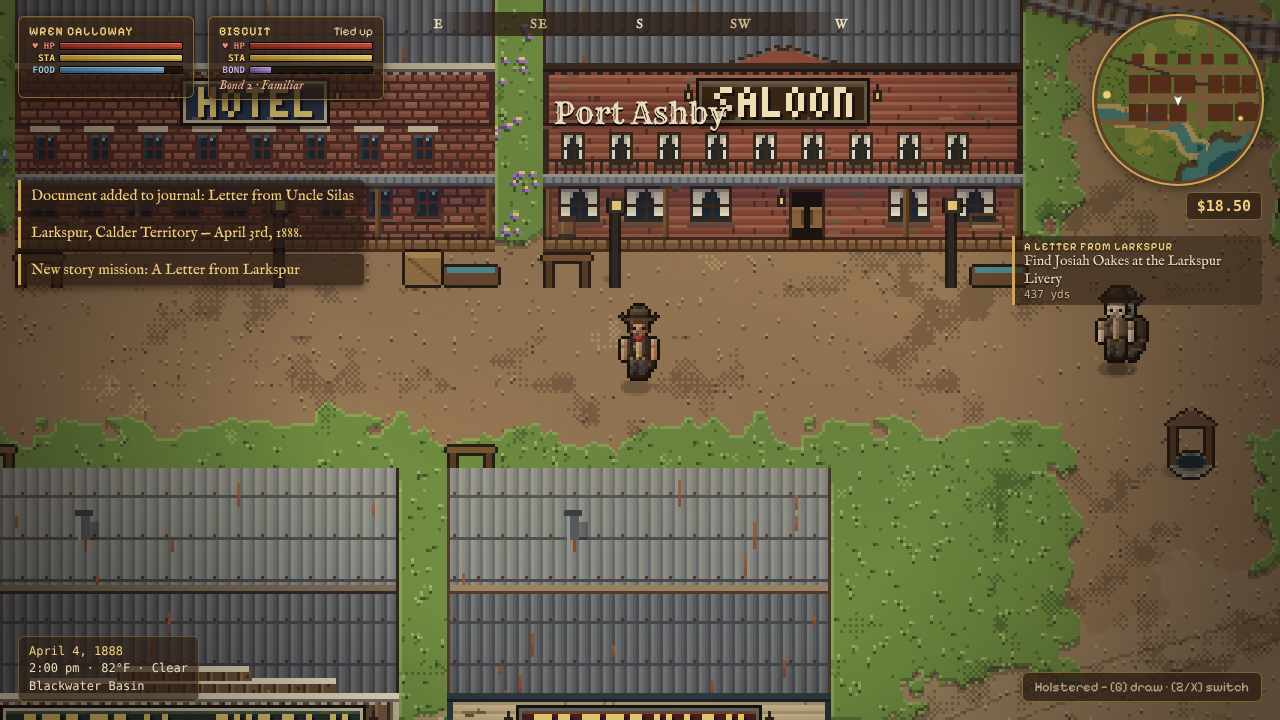 WREN CALLOWAY
♥ HP
STA
FOOD
BISCUIT
Tied up
♥ HP
STA
BOND
Bond 2 · Familiar
E
SE
S
SW
W
HOTEL
SALOON
Port Ashby
$18.50
Document added to journal: Letter from Uncle Silas
Larkspur, Calder Territory — April 3rd, 1888.
New story mission: A Letter from Larkspur
A LETTER FROM LARKSPUR
Find Josiah Oakes at the Larkspur
Livery
437 yds
April 4, 1888
2:00 pm · 82°F · Clear
Blackwater Basin
Holstered - [G] draw · [Z/X] switch